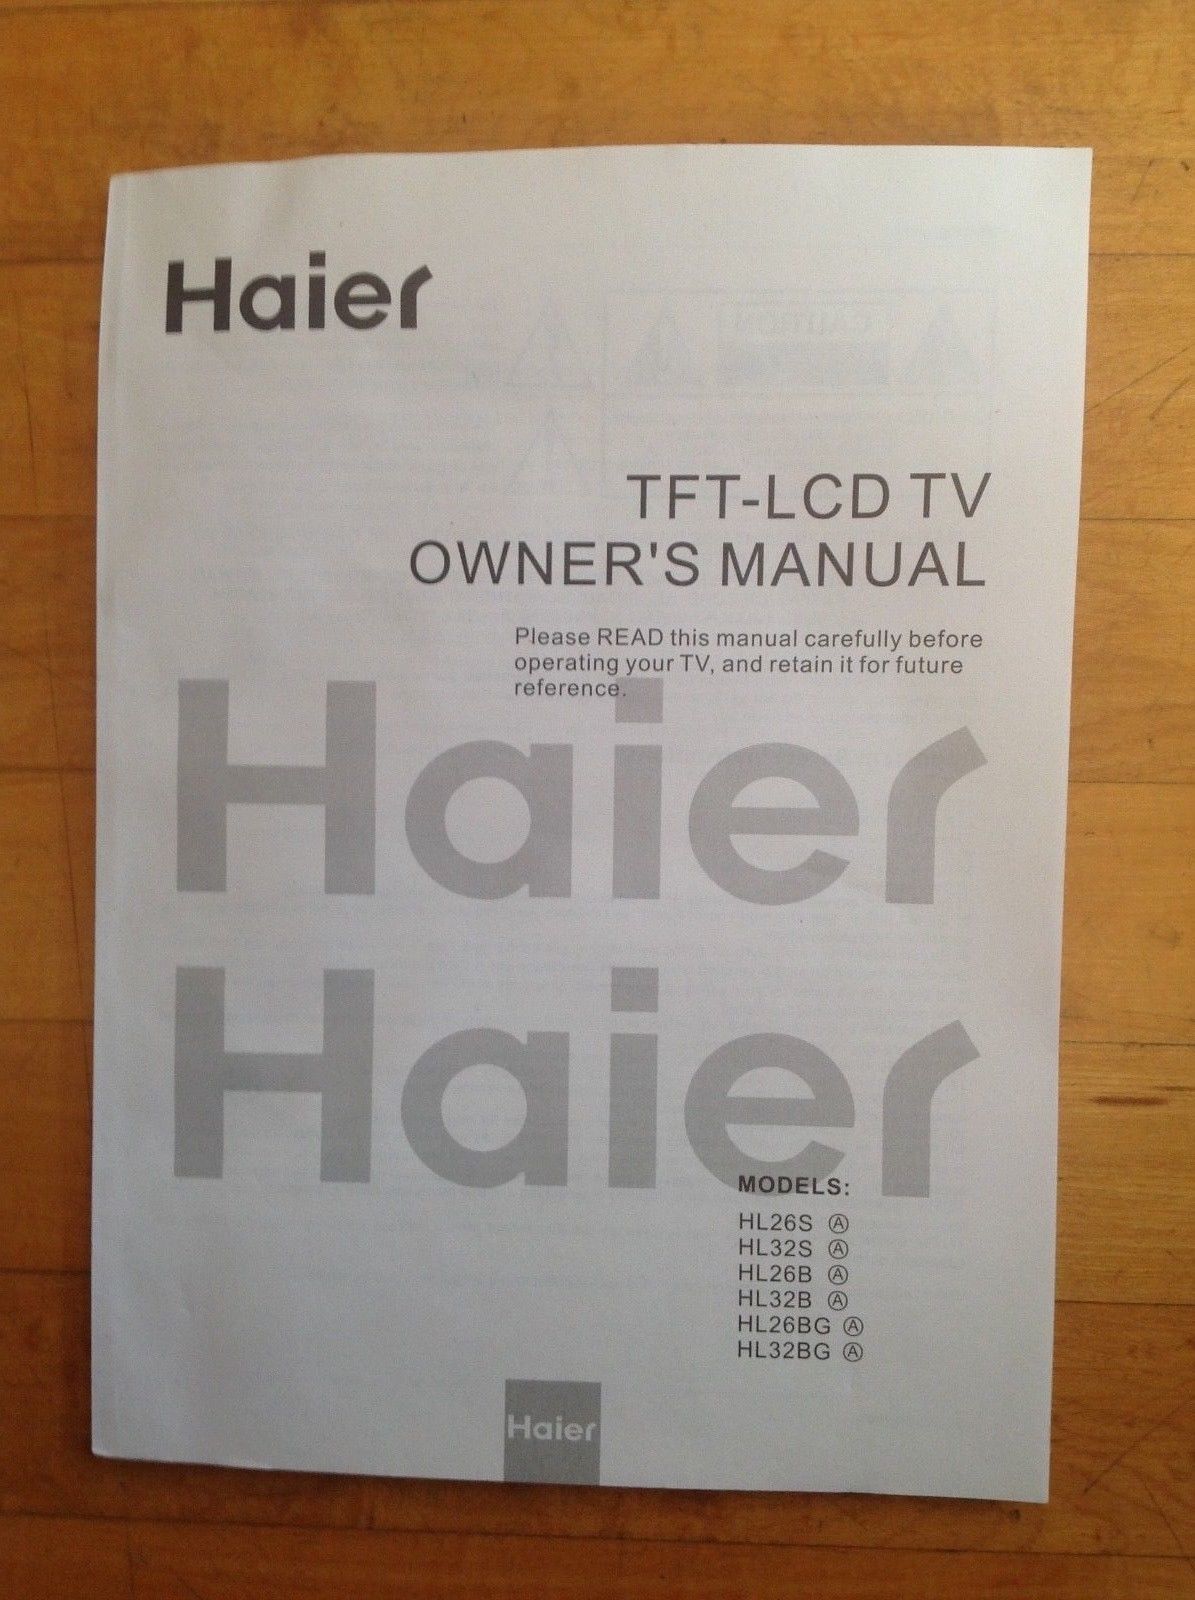 Haier
TFT-LCD TV
OWNER'S MANUAL
Please READ this manual carefully before
operating your TV, and retain it for future
reference.
Haier
Haier
MODELS:
HL26S Ⓐ
HL32S Ⓐ
HL26B Ⓐ
HL32B Ⓐ
HL26BG Ⓐ
HL32BG Ⓐ
Haier